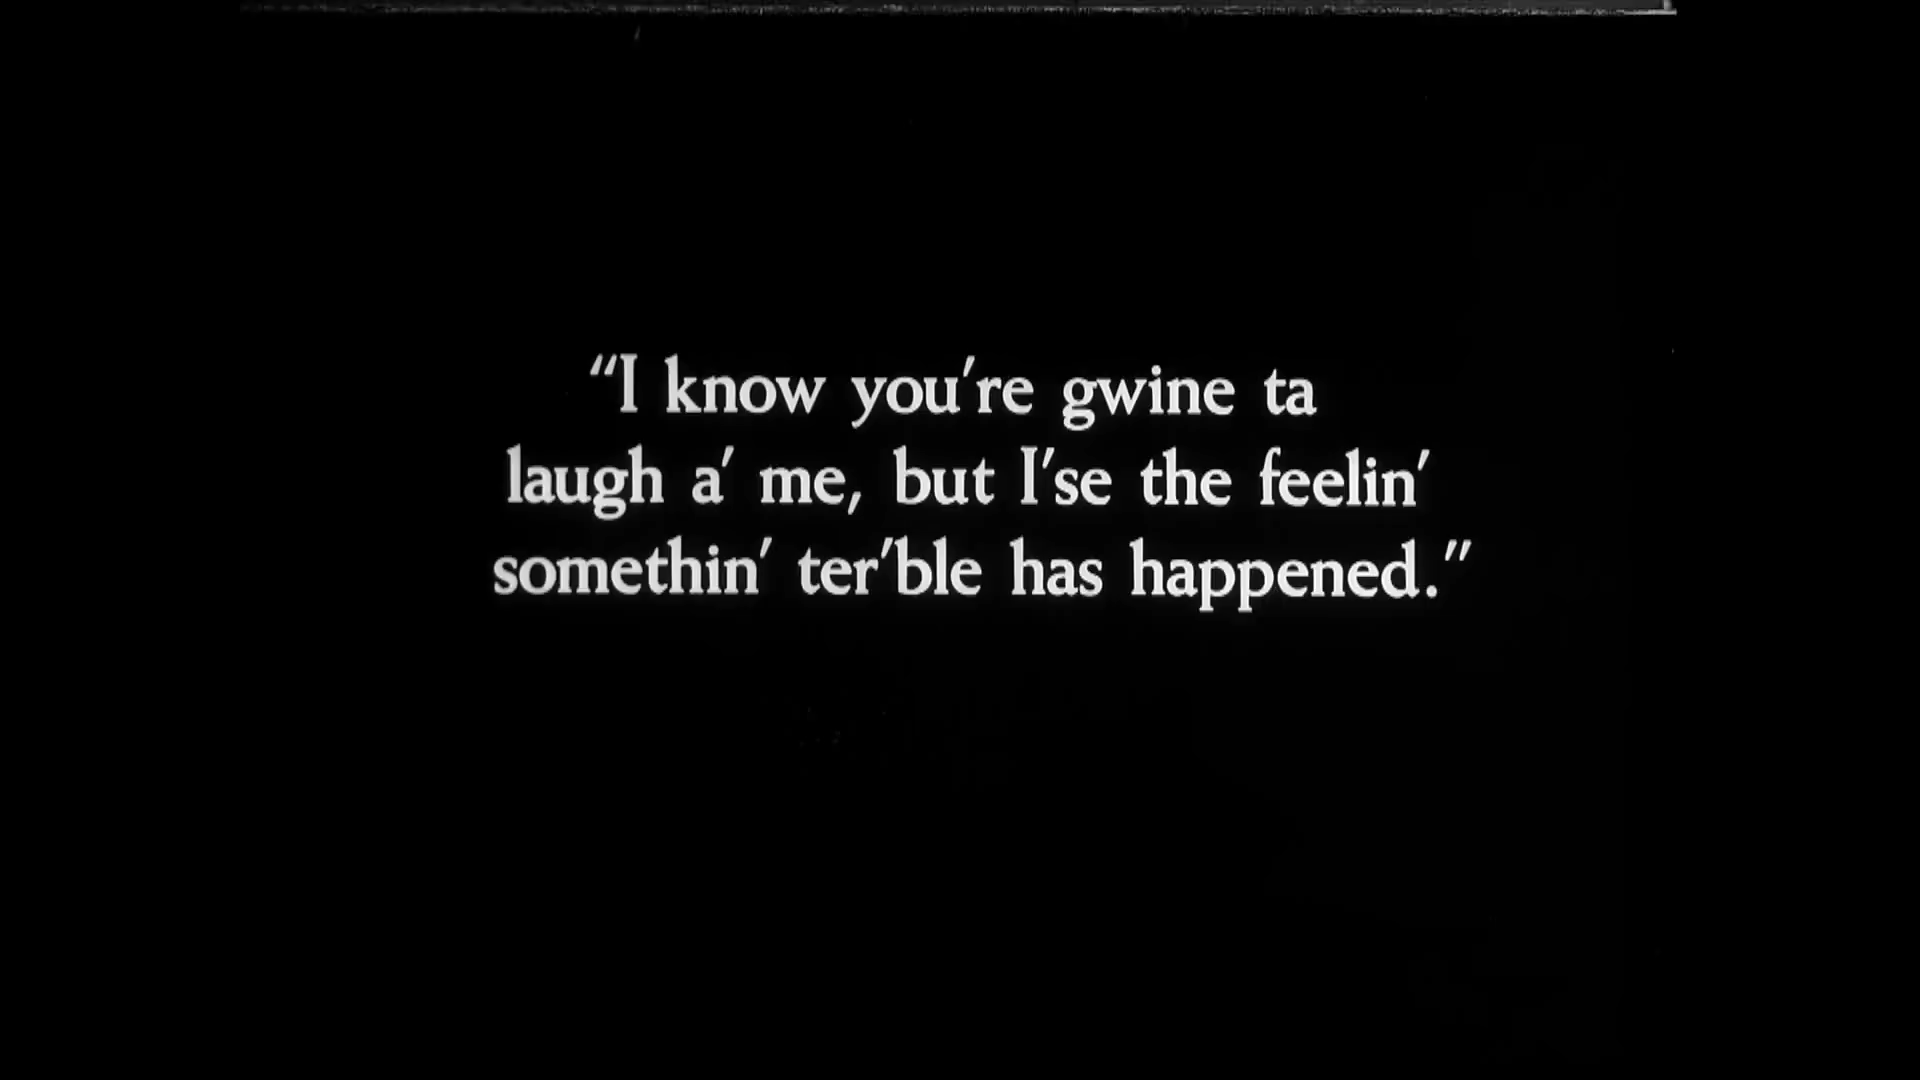 “I know you're gwine ta
laugh a' me, but I'se the feelin'
somethin' ter'ble has happened.”